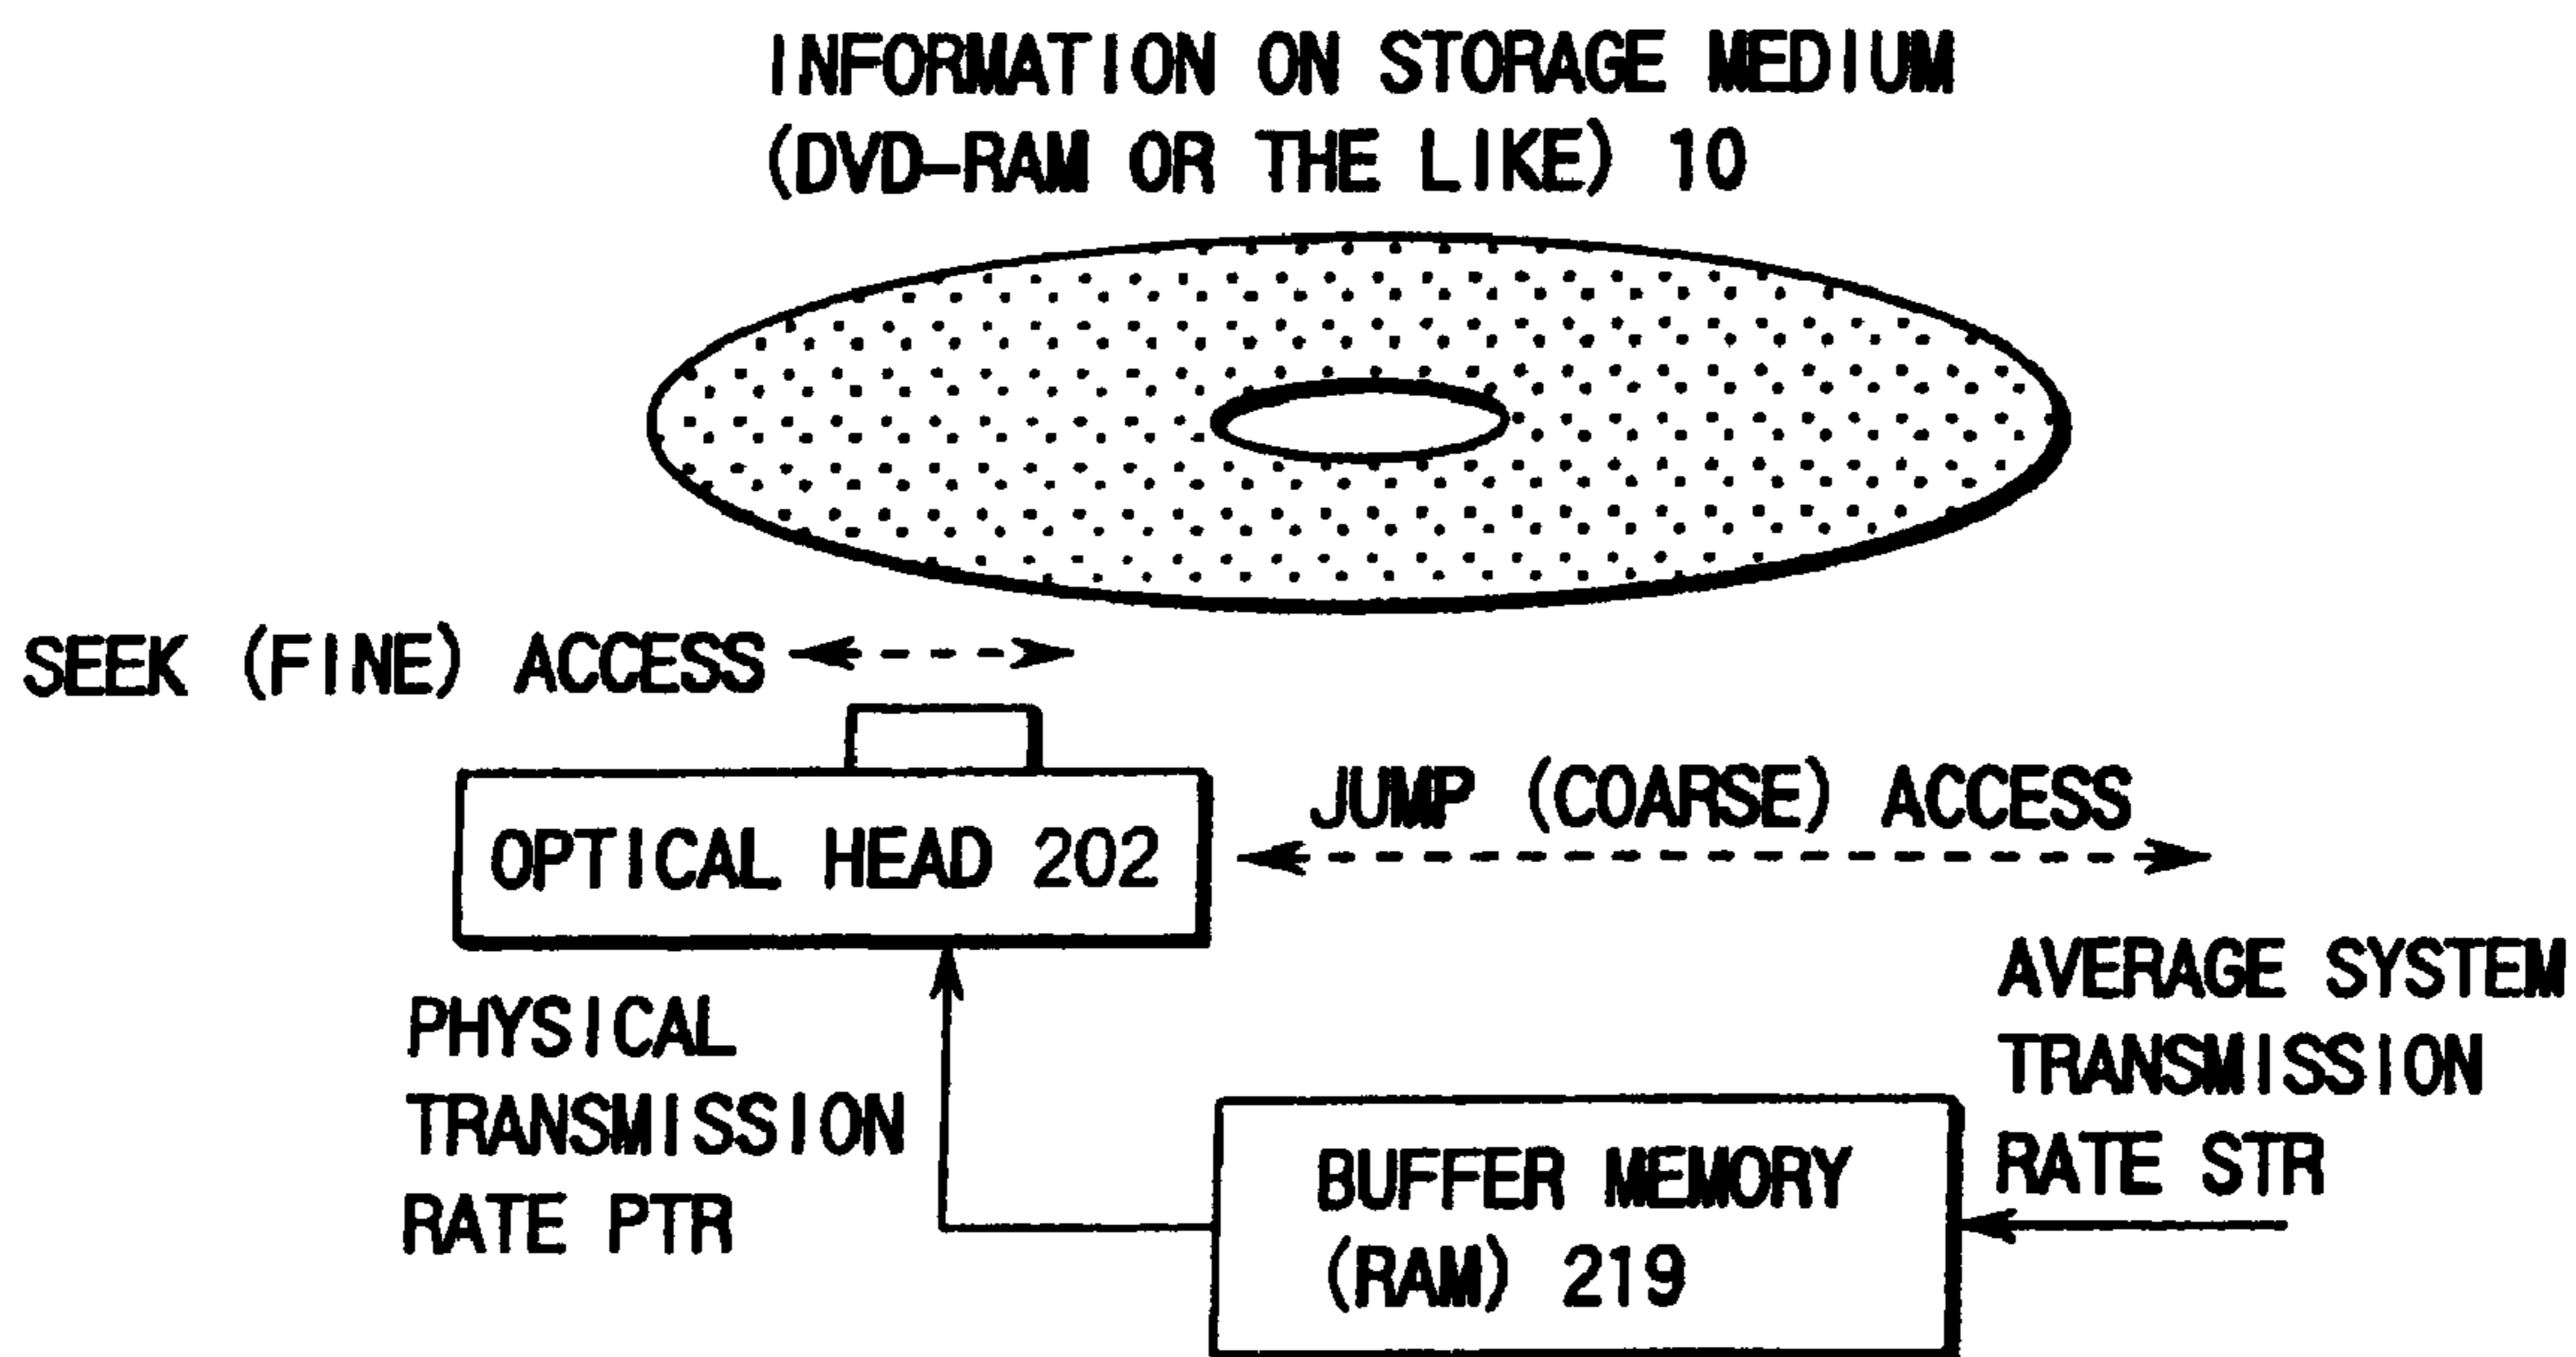 INFORMATION ON STORAGE MEDIUM
(DVD-RAM OR THE LIKE) 10
SEEK (FINE) ACCESS
JUMP (COARSE) ACCESS
OPTICAL HEAD 202
PHYSICAL
TRANSMISSION
RATE PTR
AVERAGE SYSTEM
TRANSMISSION
RATE STR
BUFFER MEMORY
(RAM) 219